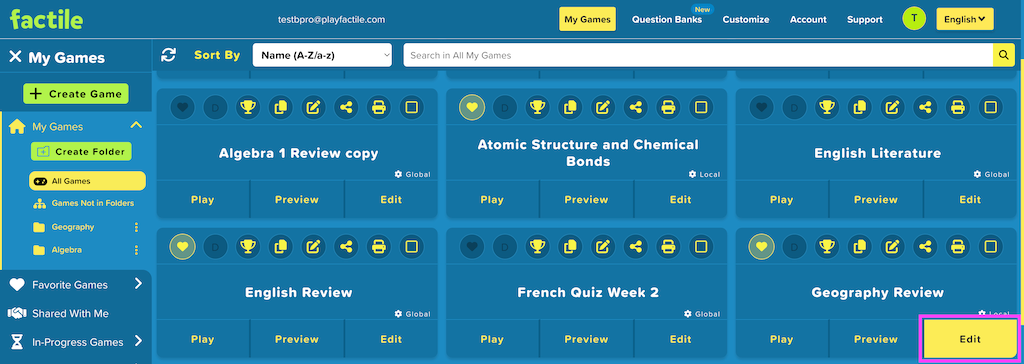 factile
testbpro@playfactile.com
My Games
Question Banks
New
Customize
Account
Support
T
English
My Games
Sort By
Name (A-Z/a-z)
Search in All My Games
Create Game
My Games
Create Folder
All Games
Games Not in Folders
Geography
Algebra
Favorite Games
Shared With Me
In-Progress Games
D
Algebra 1 Review copy
Global
Play Preview Edit
D
Atomic Structure and Chemical
Bonds
Local
Play Preview Edit
D
English Literature
Global
Play Preview Edit
D
English Review
Global
Play Preview Edit
D
French Quiz Week 2
Global
Play Preview Edit
D
Geography Review
Local
Play Preview Edit